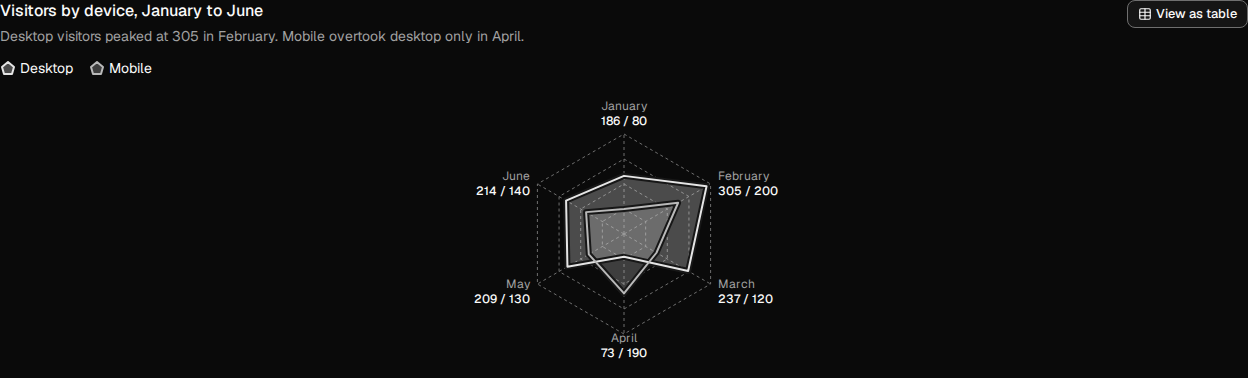 Visitors by device, January to June
View as table
Desktop visitors peaked at 305 in February. Mobile overtook desktop only in April.
Desktop
Mobile
January
186 / 80
June
214 / 140
February
305 / 200
May
209 / 130
March
237 / 120
April
73 / 190